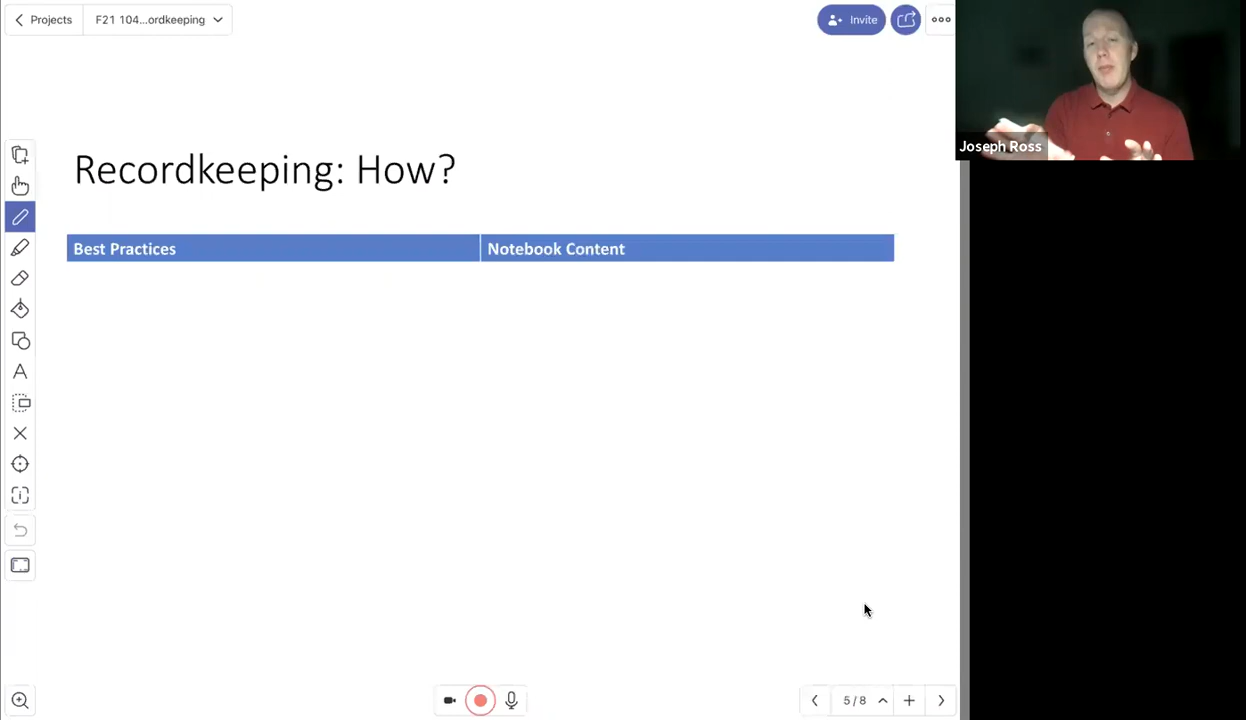 Projects
F21 104...ordkeeping
Invite
Joseph Ross
Recordkeeping: How?
Best Practices
Notebook Content
5/8